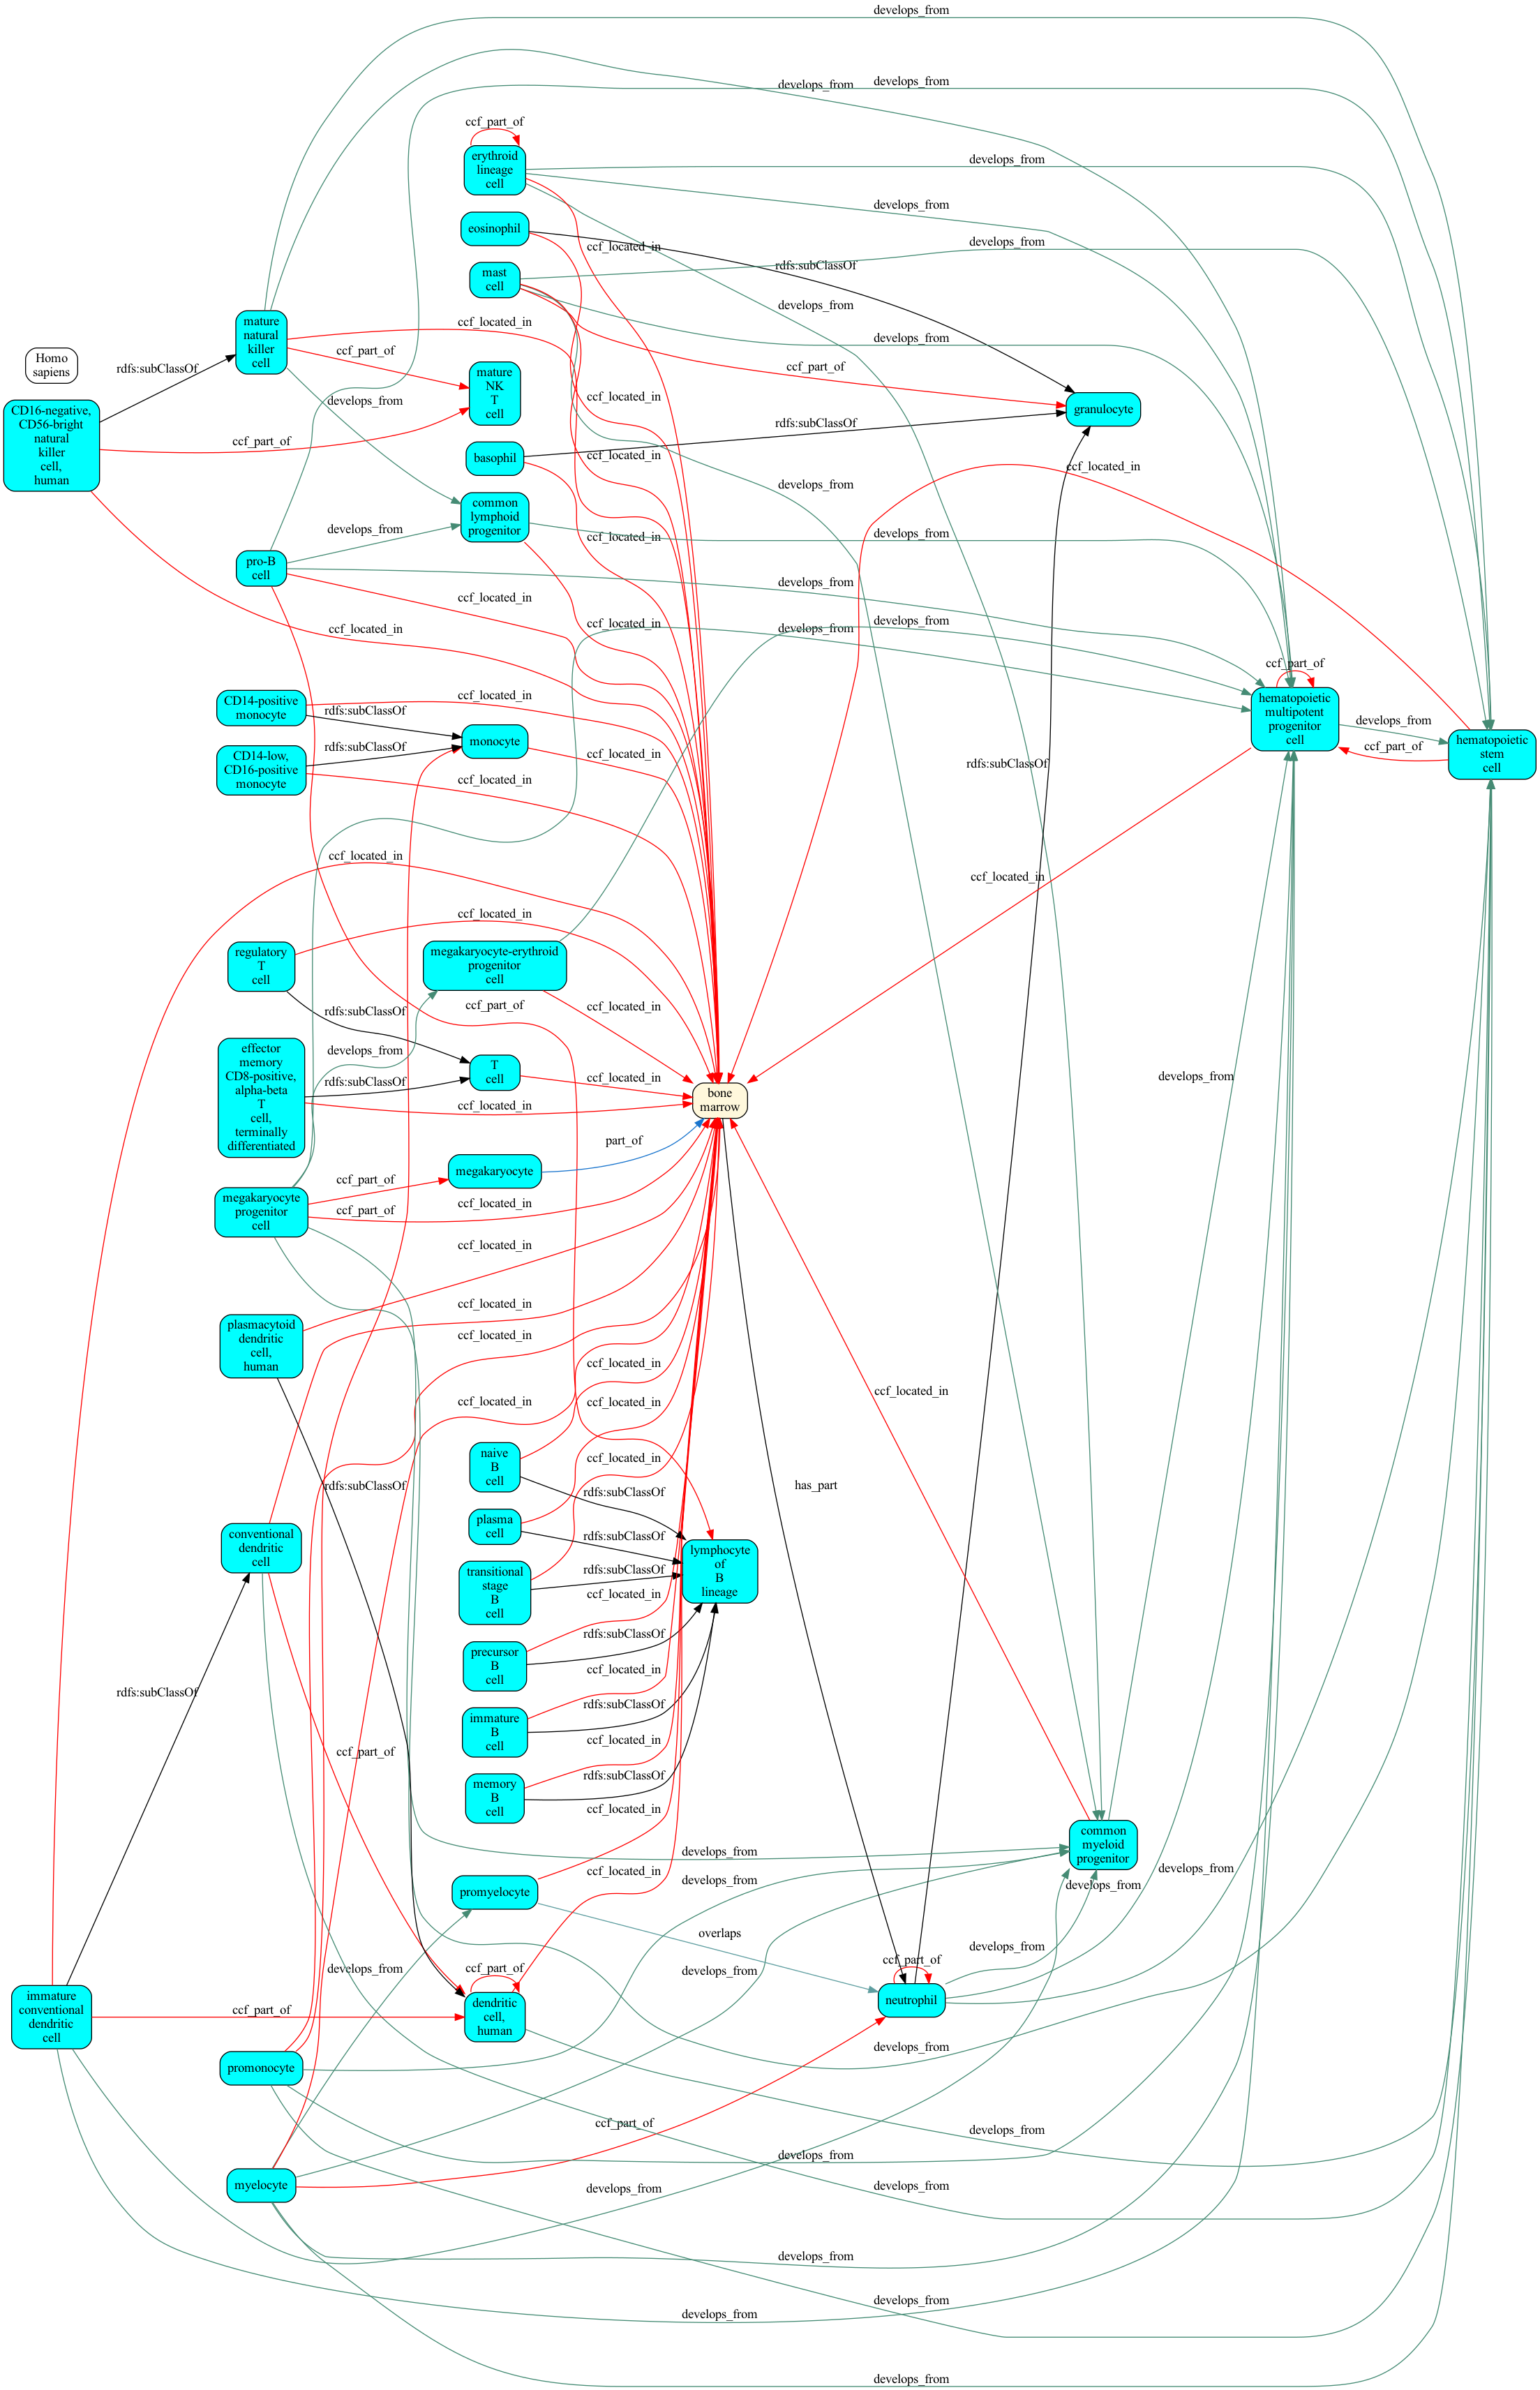 develops_from
develops_from
develops_from
ccf_part_of
erythroid
lineage
cell
develops_from
develops_from
eosinophil
ccf_located_in
develops_from
rdfs:subClassOf
mast
cell
develops_from
mature
natural
killer
cell
ccf_located_in
develops_from
Homo
sapiens
rdfs:subClassOf
ccf_part_of
ccf_part_of
mature
NK
T
cell
ccf_located_in
granulocyte
CD16-negative,
CD56-bright
natural
killer
cell,
human
develops_from
ccf_part_of
rdfs:subClassOf
basophil
ccf_located_in
ccf_located_in
develops_from
common
lymphoid
progenitor
develops_from
ccf_located_in
develops_from
pro-B
cell
develops_from
ccf_located_in
ccf_located_in
develops_from
ccf_located_in
develops_from
ccf_part_of
CD14-positive
monocyte
ccf_located_in
rdfs:subClassOf
hematopoietic
multipotent
progenitor
cell
develops_from
hematopoietic
stem
cell
ccf_part_of
CD14-low,
CD16-positive
monocyte
rdfs:subClassOf
monocyte
ccf_located_in
ccf_located_in
rdfs:subClassOf
ccf_located_in
ccf_located_in
ccf_located_in
regulatory
T
cell
megakaryocyte-erythroid
progenitor
cell
rdfs:subClassOf
ccf_part_of
ccf_located_in
effector
memory
CD8-positive,
alpha-beta
T
cell,
terminally
differentiated
develops_from
rdfs:subClassOf
T
cell
ccf_located_in
ccf_located_in
develops_from
bone
marrow
part_of
megakaryocyte
megakaryocyte
progenitor
cell
ccf_part_of
ccf_part_of
ccf_located_in
ccf_located_in
plasmacytoid
dendritic
cell,
human
ccf_located_in
ccf_located_in
ccf_located_in
ccf_located_in
ccf_located_in
ccf_located_in
naive
B
cell
ccf_located_in
rdfs:subClassOf
rdfs:subClassOf
has_part
plasma
cell
rdfs:subClassOf
conventional
dendritic
cell
lymphocyte
of
B
lineage
transitional
stage
B
cell
rdfs:subClassOf
ccf_located_in
precursor
B
cell
rdfs:subClassOf
ccf_located_in
rdfs:subClassOf
immature
B
cell
rdfs:subClassOf
ccf_located_in
ccf_part_of
memory
B
cell
rdfs:subClassOf
ccf_located_in
common
myeloid
progenitor
develops_from
ccf_located_in
develops_from
develops_from
develops_from
promyelocyte
overlaps
develops_from
ccf_part_of
develops_from
develops_from
ccf_part_of
immature
conventional
dendritic
cell
ccf_part_of
dendritic
cell,
human
neutrophil
develops_from
promonocyte
ccf_part_of
develops_from
develops_from
myelocyte
develops_from
develops_from
develops_from
develops_from
develops_from
develops_from